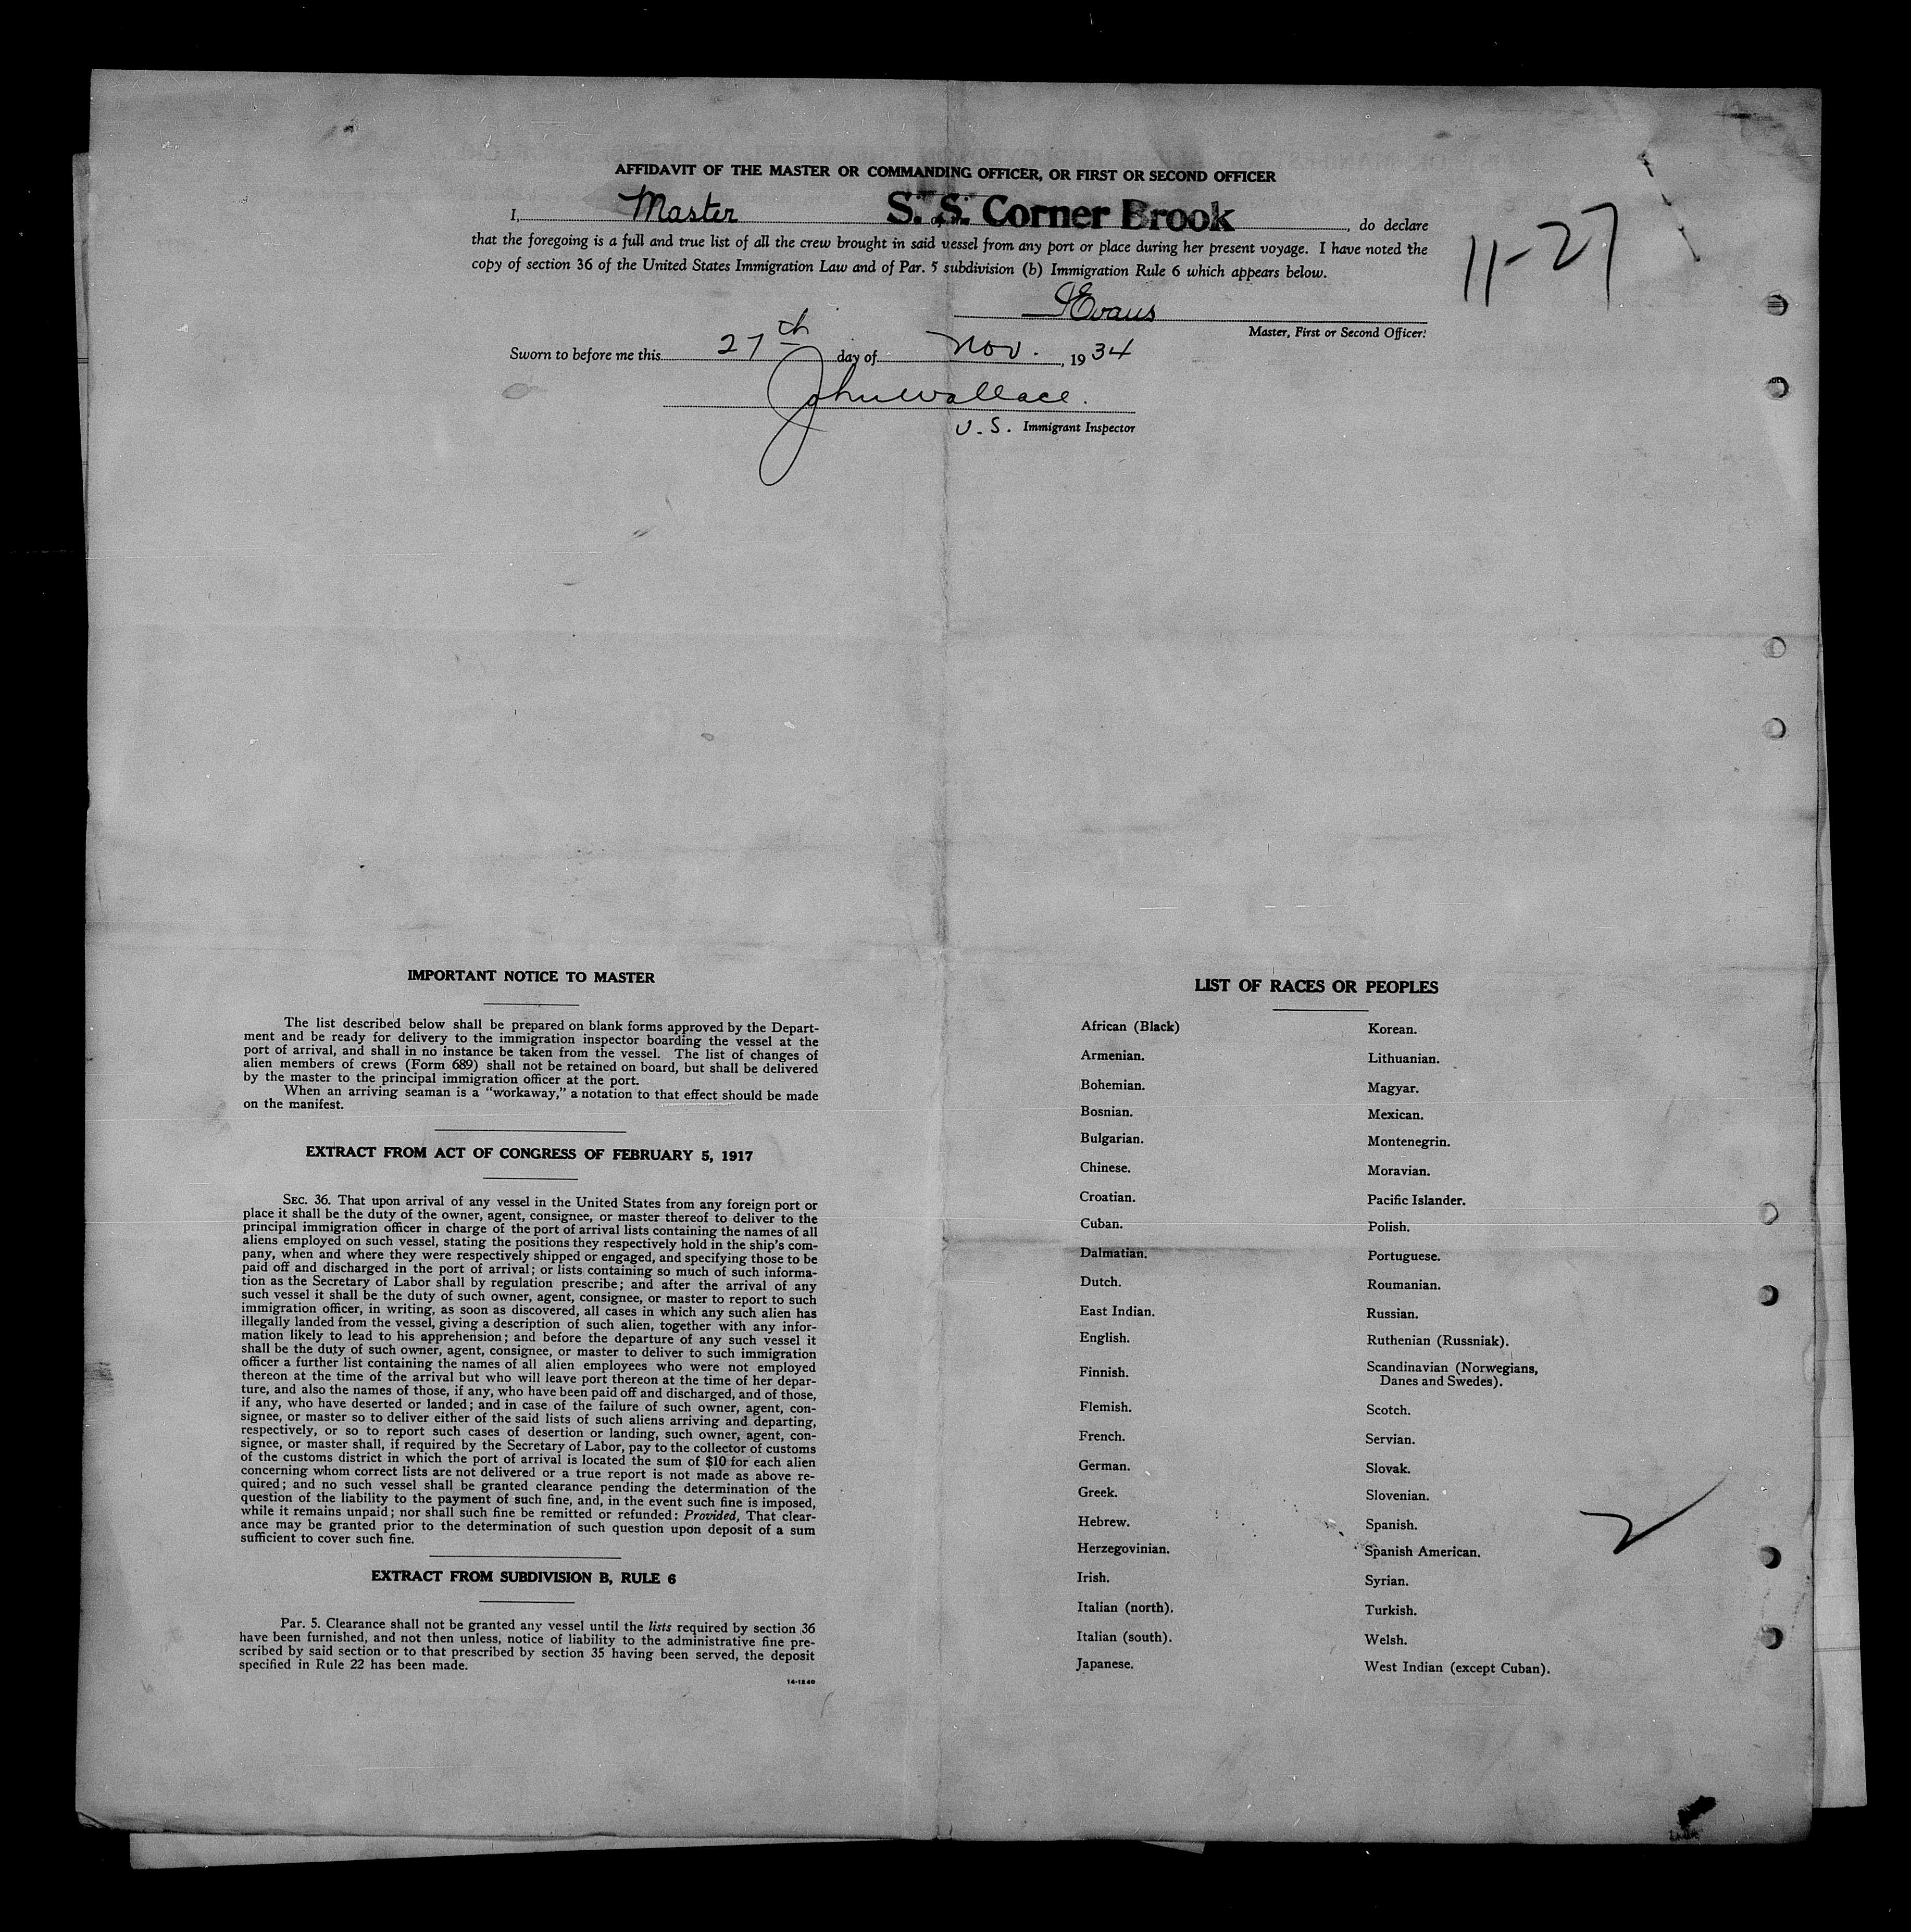 AFFIDAVIT OF THE MASTER OR COMMANDING OFFICER, OR FIRST OR SECOND OFFICER
I, Master S. S. Corner Brook, do declare
that the foregoing is a full and true list of all the crew brought in said vessel from any port or place during her present voyage. I have noted the
copy of section 36 of the United States Immigration Law and of Par. 5 subdivision (b) Immigration Rule 6 which appears below.
11-27
Evans
Master, First or Second Officer.
Sworn to before me this 27th day of Nov., 1934
John Wallace.
U.S. Immigrant Inspector
IMPORTANT NOTICE TO MASTER
The list described below shall be prepared on blank forms approved by the Depart-
ment and be ready for delivery to the immigration inspector boarding the vessel at the
port of arrival, and shall in no instance be taken from the vessel. The list of changes of
alien members of crews (Form 689) shall not be retained on board, but shall be delivered
by the master to the principal immigration officer at the port.
When an arriving seaman is a "workaway," a notation to that effect should be made
on the manifest.
EXTRACT FROM ACT OF CONGRESS OF FEBRUARY 5, 1917
SEC. 36. That upon arrival of any vessel in the United States from any foreign port or
place it shall be the duty of the owner, agent, consignee, or master thereof to deliver to the
principal immigration officer in charge of the port of arrival lists containing the names of all
aliens employed on such vessel, stating the positions they respectively hold in the ship's com-
pany, when and where they were respectively shipped or engaged, and specifying those to be
paid off and discharged in the port of arrival; or lists containing so much of such informa-
tion as the Secretary of Labor shall by regulation prescribe; and after the arrival of any
such vessel it shall be the duty of such owner, agent, consignee, or master to report to such
immigration officer, in writing, as soon as discovered, all cases in which any such alien has
illegally landed from the vessel, giving a description of such alien, together with any infor-
mation likely to lead to his apprehension; and before the departure of any such vessel it
shall be the duty of such owner, agent, consignee, or master to deliver to such immigration
officer a further list containing the names of all alien employees who were not employed
thereon at the time of the arrival but who will leave port thereon at the time of her depar-
ture, and also the names of those, if any, who have been paid off and discharged, and of those,
if any, who have deserted or landed; and in case of the failure of such owner, agent, con-
signee, or master so to deliver either of the said lists of such aliens arriving and departing,
respectively, or so to report such cases of desertion or landing, such owner, agent, con-
signee, or master shall, if required by the Secretary of Labor, pay to the collector of customs
of the customs district in which the port of arrival is located the sum of $10 for each alien
concerning whom correct lists are not delivered or a true report is not made as above re-
quired; and no such vessel shall be granted clearance pending the determination of the
question of the liability to the payment of such fine, and, in the event such fine is imposed,
while it remains unpaid; nor shall such fine be remitted or refunded: Provided, That clear-
ance may be granted prior to the determination of such question upon deposit of a sum
sufficient to cover such fine.
EXTRACT FROM SUBDIVISION B, RULE 6
Par. 5. Clearance shall not be granted any vessel until the lists required by section 36
have been furnished, and not then unless, notice of liability to the administrative fine pre-
scribed by said section or to that prescribed by section 35 having been served, the deposit
specified in Rule 22 has been made.
14-1240
LIST OF RACES OR PEOPLES
African (Black)
Armenian.
Bohemian.
Bosnian.
Bulgarian.
Chinese.
Croatian.
Cuban.
Dalmatian.
Dutch.
East Indian.
English.
Finnish.
Flemish.
French.
German.
Greek.
Hebrew.
Herzegovinian.
Irish.
Italian (north).
Italian (south).
Japanese.
Korean.
Lithuanian.
Magyar.
Mexican.
Montenegrin.
Moravian.
Pacific Islander.
Polish.
Portuguese.
Roumanian.
Russian.
Ruthenian (Russniak).
Scandinavian (Norwegians,
Danes and Swedes).
Scotch.
Servian.
Slovak.
Slovenian.
Spanish.
Spanish American.
Syrian.
Turkish.
Welsh.
West Indian (except Cuban).